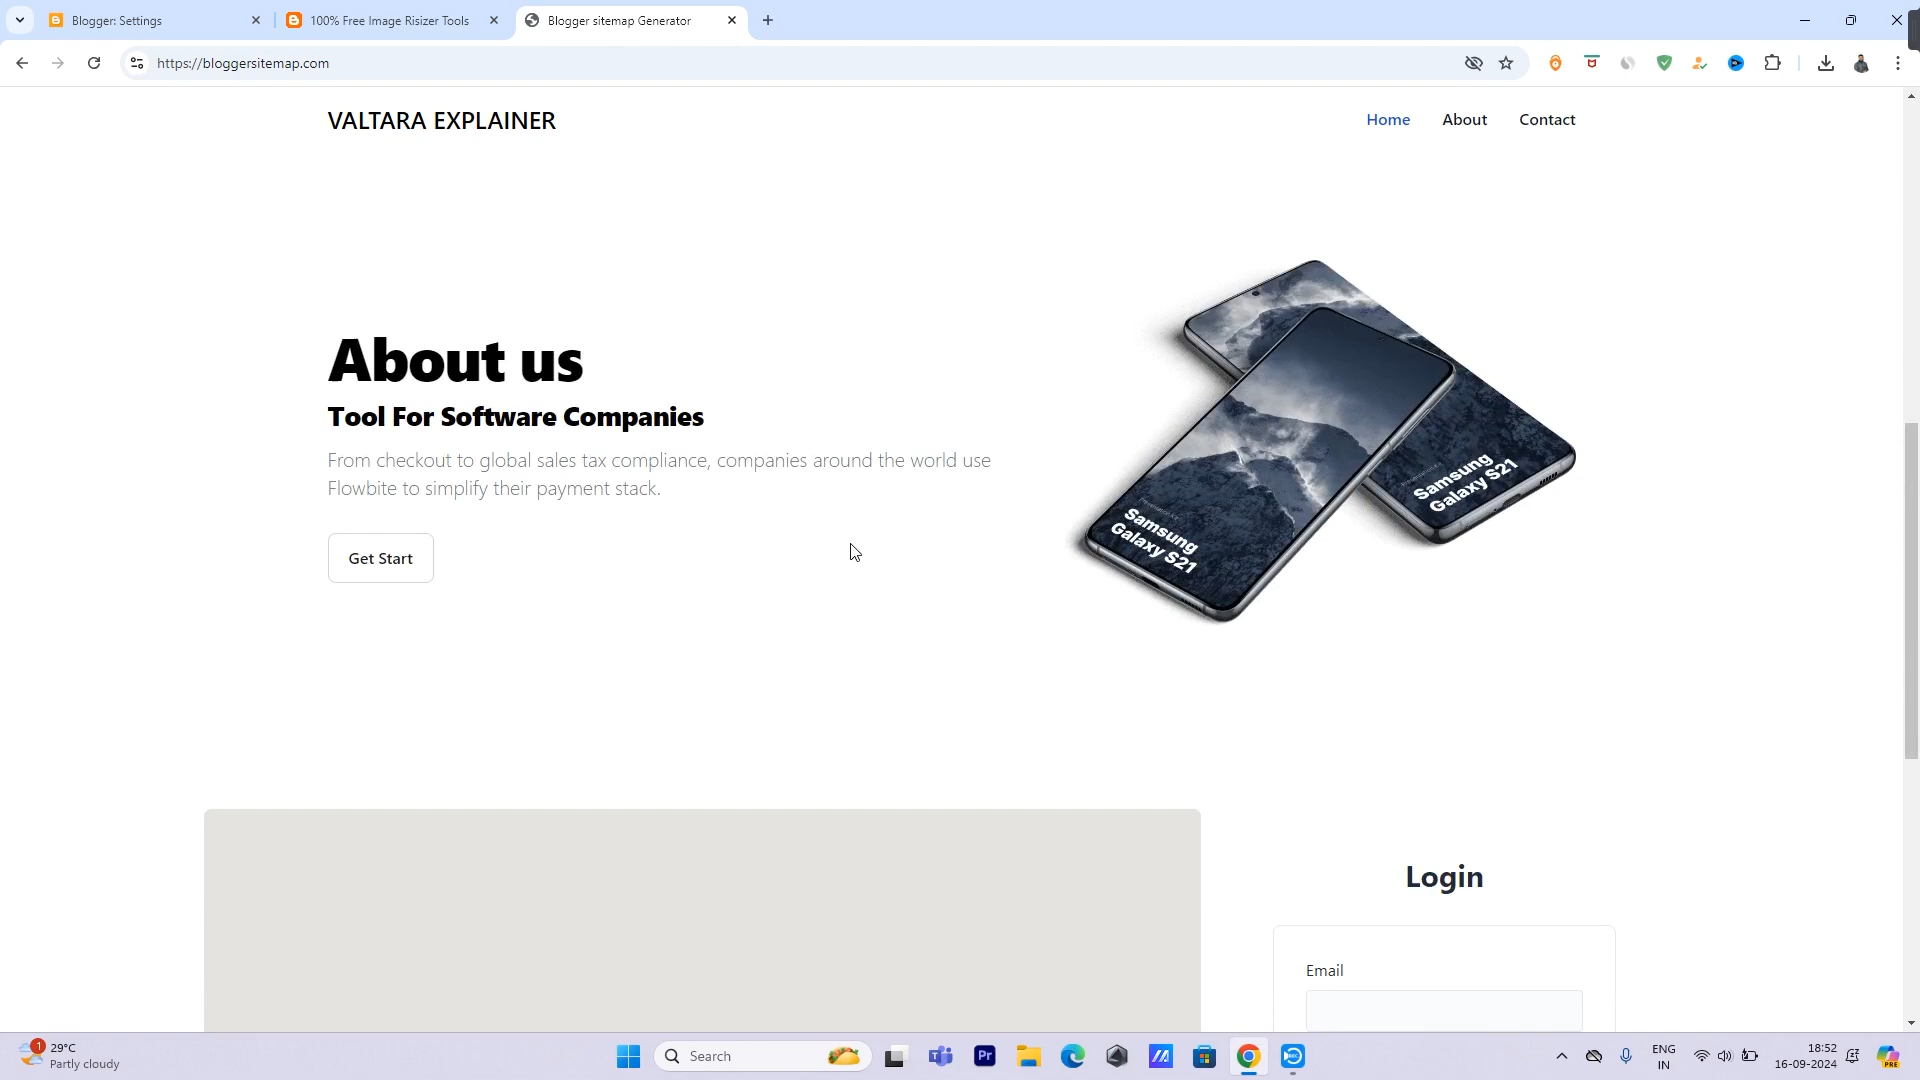 Blogger: Settings
100% Free Image Risizer Tools
Blogger sitemap Generator
https://bloggersitemap.com
VALTARA EXPLAINER
Home
About
Contact
About us
Tool For Software Companies
From checkout to global sales tax compliance, companies around the world use
Flowbite to simplify their payment stack.
Get Start
Samsung
Galaxy S21
Samsung
Galaxy S21
Login
Email
1
29°C
Partly cloudy
Search
Pr
ENG
IN
18:52
16-09-2024
PRE